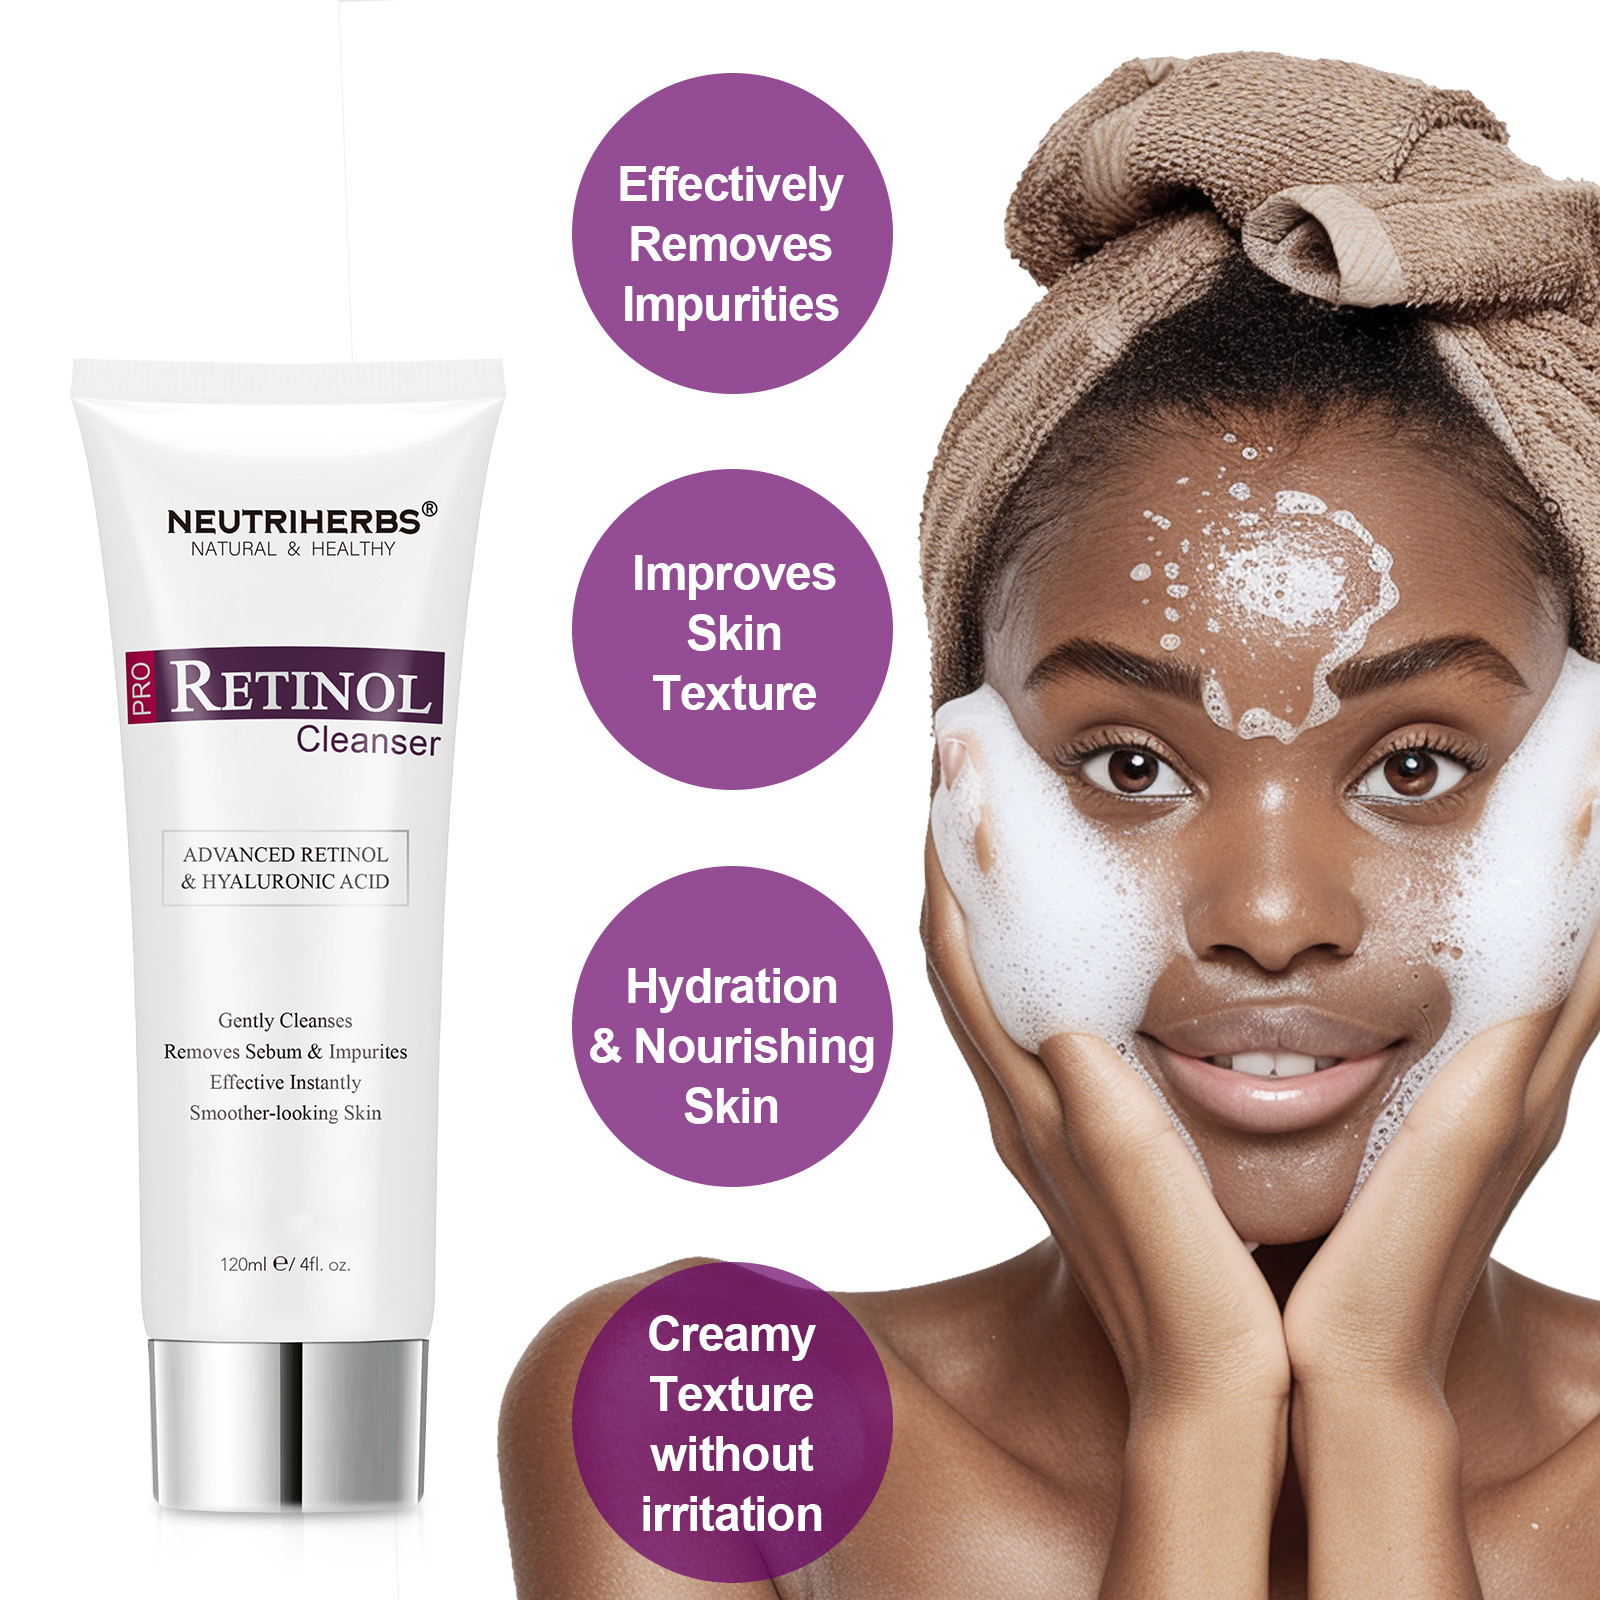 NEUTRIHERBS®
NATURAL & HEALTHY
PRO RETINOL
Cleanser
ADVANCED RETINOL
& HYALURONIC ACID
Gently Cleanses
Removes Sebum & Impurites
Effective Instantly
Smoother-looking Skin
120ml ℮/ 4fl. oz.
Effectively
Removes
Impurities
Improves
Skin
Texture
Hydration
& Nourishing
Skin
Creamy
Texture
without
irritation